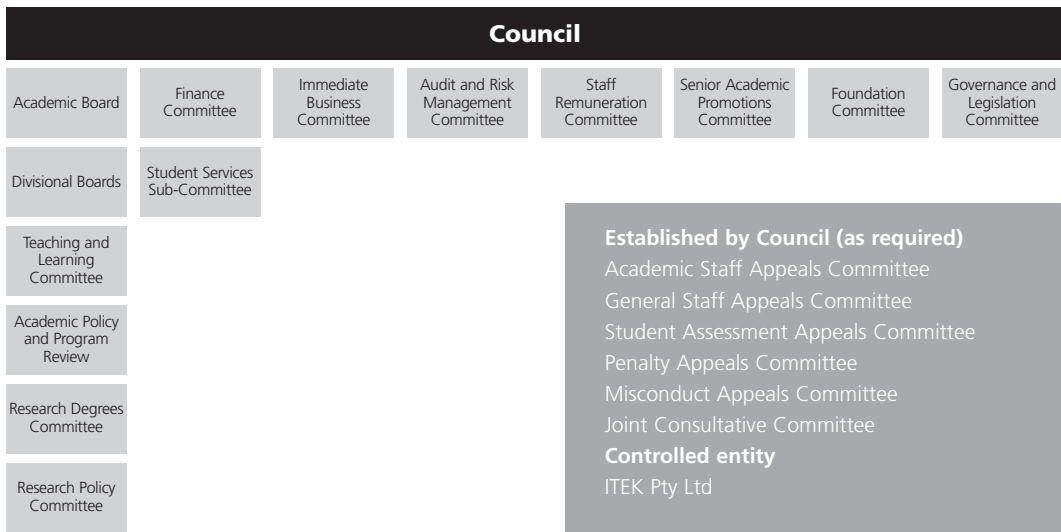 Council
Academic Board
Finance
Committee
Immediate
Business
Committee
Audit and Risk
Management
Committee
Staff
Remuneration
Committee
Senior Academic
Promotions
Committee
Foundation
Committee
Governance and
Legislation
Committee
Divisional Boards
Student Services
Sub-Committee
Teaching and
Learning
Committee
Academic Policy
and Program
Review
Research Degrees
Committee
Research Policy
Committee
Established by Council (as required)
Academic Staff Appeals Committee
General Staff Appeals Committee
Student Assessment Appeals Committee
Penalty Appeals Committee
Misconduct Appeals Committee
Joint Consultative Committee
Controlled entity
ITEK Pty Ltd